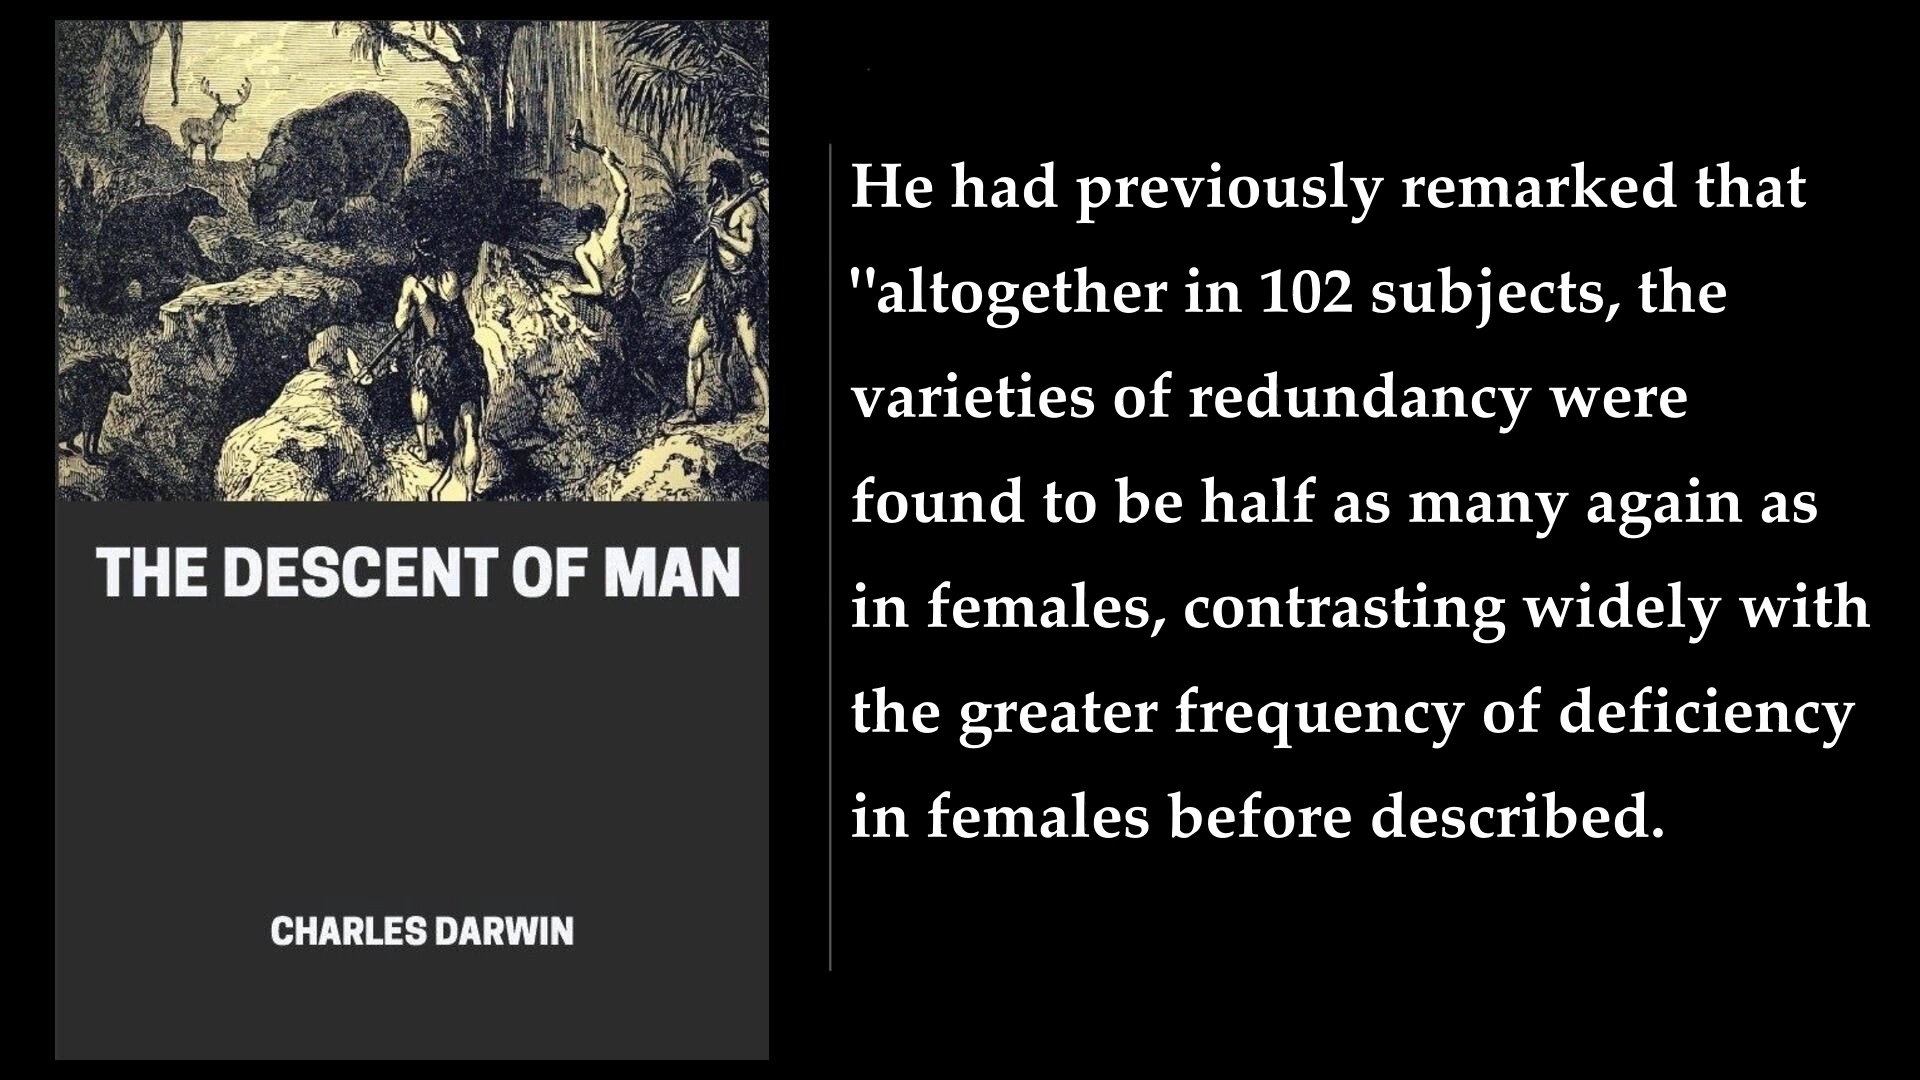 THE DESCENT OF MAN
CHARLES DARWIN
He had previously remarked that
"altogether in 102 subjects, the
varieties of redundancy were
found to be half as many again as
in females, contrasting widely with
the greater frequency of deficiency
in females before described.